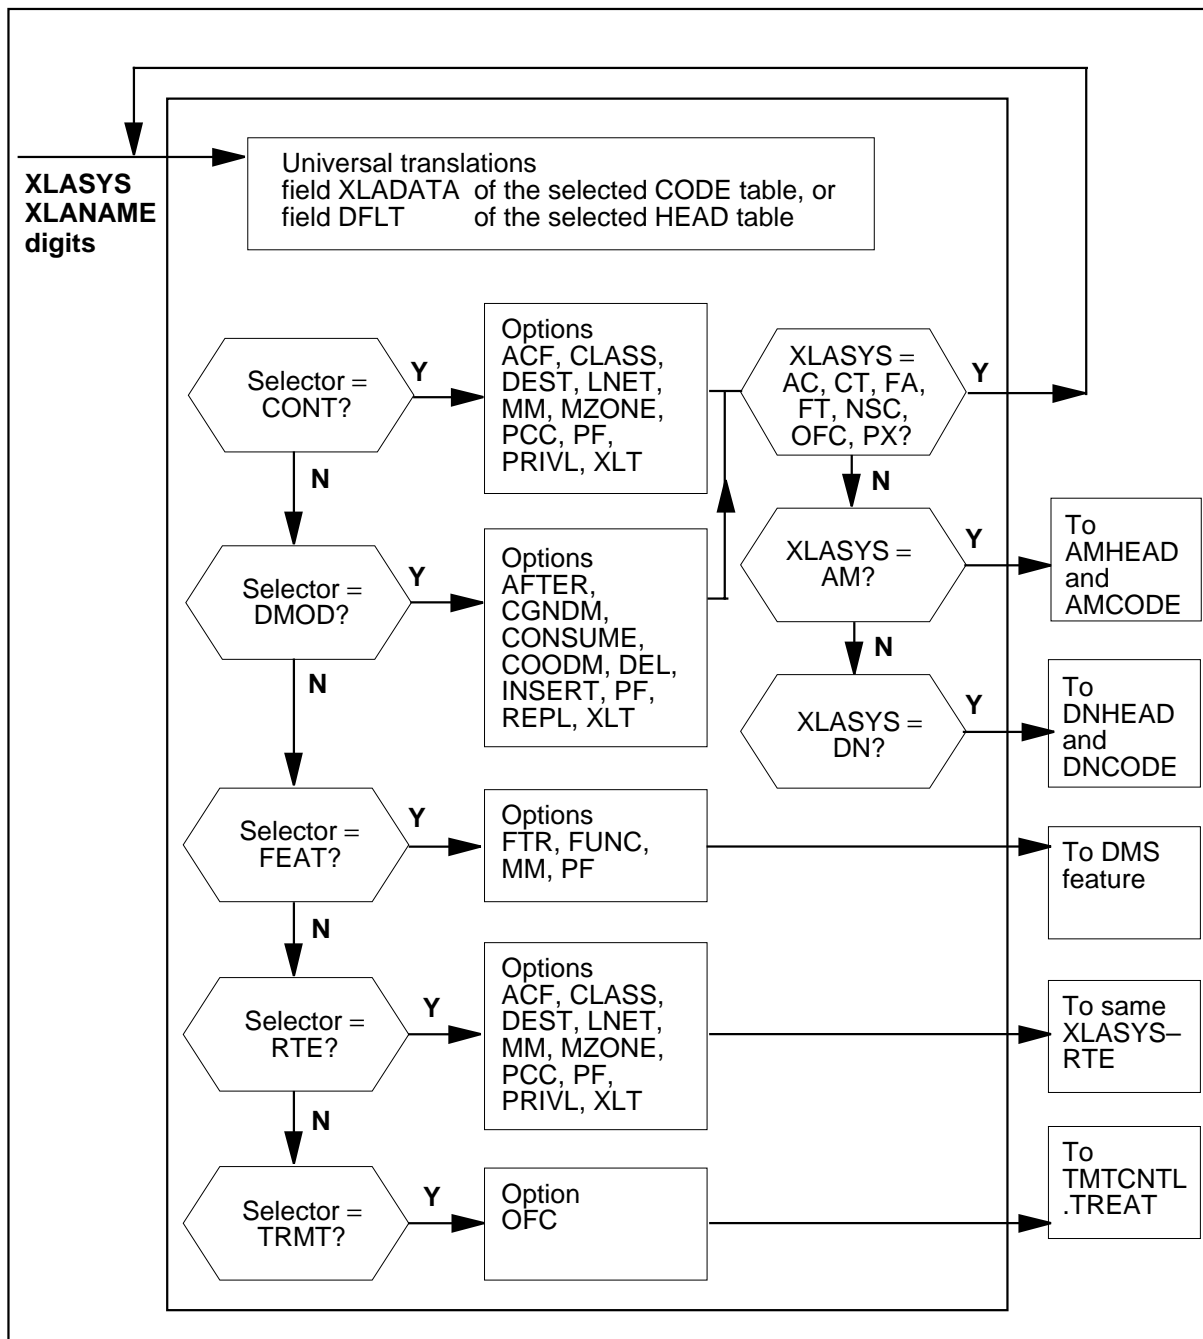 XLASYS
XLANAME
digits
Universal translations
field XLADATA of the selected CODE table, or
field DFLT of the selected HEAD table
Selector =
CONT?
Y
N
Options
ACF, CLASS,
DEST, LNET,
MM, MZONE,
PCC, PF,
PRIVL, XLT
XLASYS =
AC, CT, FA,
FT, NSC,
OFC, PX?
Y
N
Selector =
DMOD?
Y
N
Options
AFTER,
CGNDM,
CONSUME,
COODM, DEL,
INSERT, PF,
REPL, XLT
XLASYS =
AM?
Y
N
To
AMHEAD
and
AMCODE
XLASYS =
DN?
Y
To
DNHEAD
and
DNCODE
Selector =
FEAT?
Y
N
Options
FTR, FUNC,
MM, PF
To DMS
feature
Selector =
RTE?
Y
N
Options
ACF, CLASS,
DEST, LNET,
MM, MZONE,
PCC, PF,
PRIVL, XLT
To same
XLASYS–
RTE
Selector =
TRMT?
Y
Option
OFC
To
TMTCNTL
.TREAT